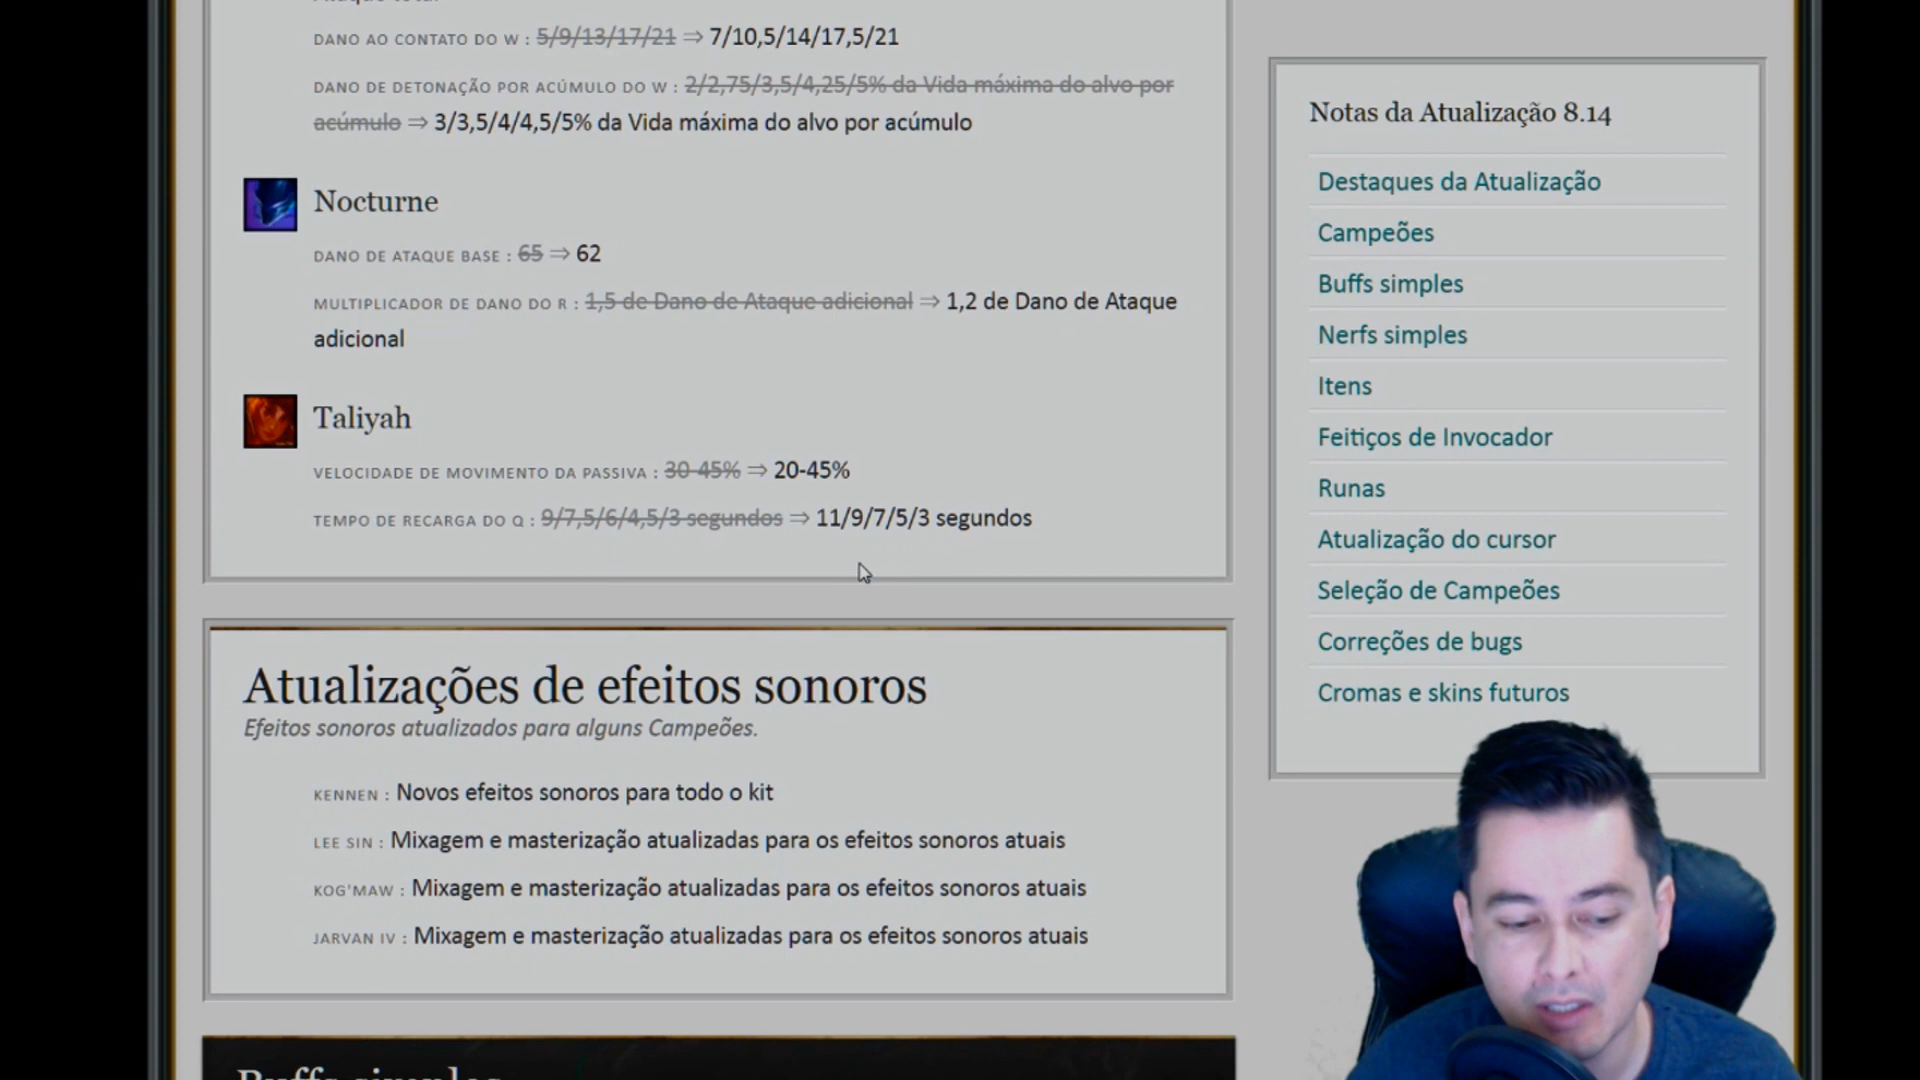 DANO AO CONTATO DO W : 5/9/13/17/21 ⇒ 7/10,5/14/17,5/21
DANO DE DETONAÇÃO POR ACÚMULO DO W : 2/2,75/3,5/4,25/5% da Vida máxima do alvo por
acúmulo ⇒ 3/3,5/4/4,5/5% da Vida máxima do alvo por acúmulo
Nocturne
DANO DE ATAQUE BASE : 65 ⇒ 62
MULTIPLICADOR DE DANO DO R : 1,5 de Dano de Ataque adicional ⇒ 1,2 de Dano de Ataque
adicional
Taliyah
VELOCIDADE DE MOVIMENTO DA PASSIVA : 30-45% ⇒ 20-45%
TEMPO DE RECARGA DO Q : 9/7,5/6/4,5/3 segundos ⇒ 11/9/7/5/3 segundos
Atualizações de efeitos sonoros
Efeitos sonoros atualizados para alguns Campeões.
KENNEN : Novos efeitos sonoros para todo o kit
LEE SIN : Mixagem e masterização atualizadas para os efeitos sonoros atuais
KOG'MAW : Mixagem e masterização atualizadas para os efeitos sonoros atuais
JARVAN IV : Mixagem e masterização atualizadas para os efeitos sonoros atuais
Buffs simples
Notas da Atualização 8.14
Destaques da Atualização
Campeões
Buffs simples
Nerfs simples
Itens
Feitiços de Invocador
Runas
Atualização do cursor
Seleção de Campeões
Correções de bugs
Cromas e skins futuros